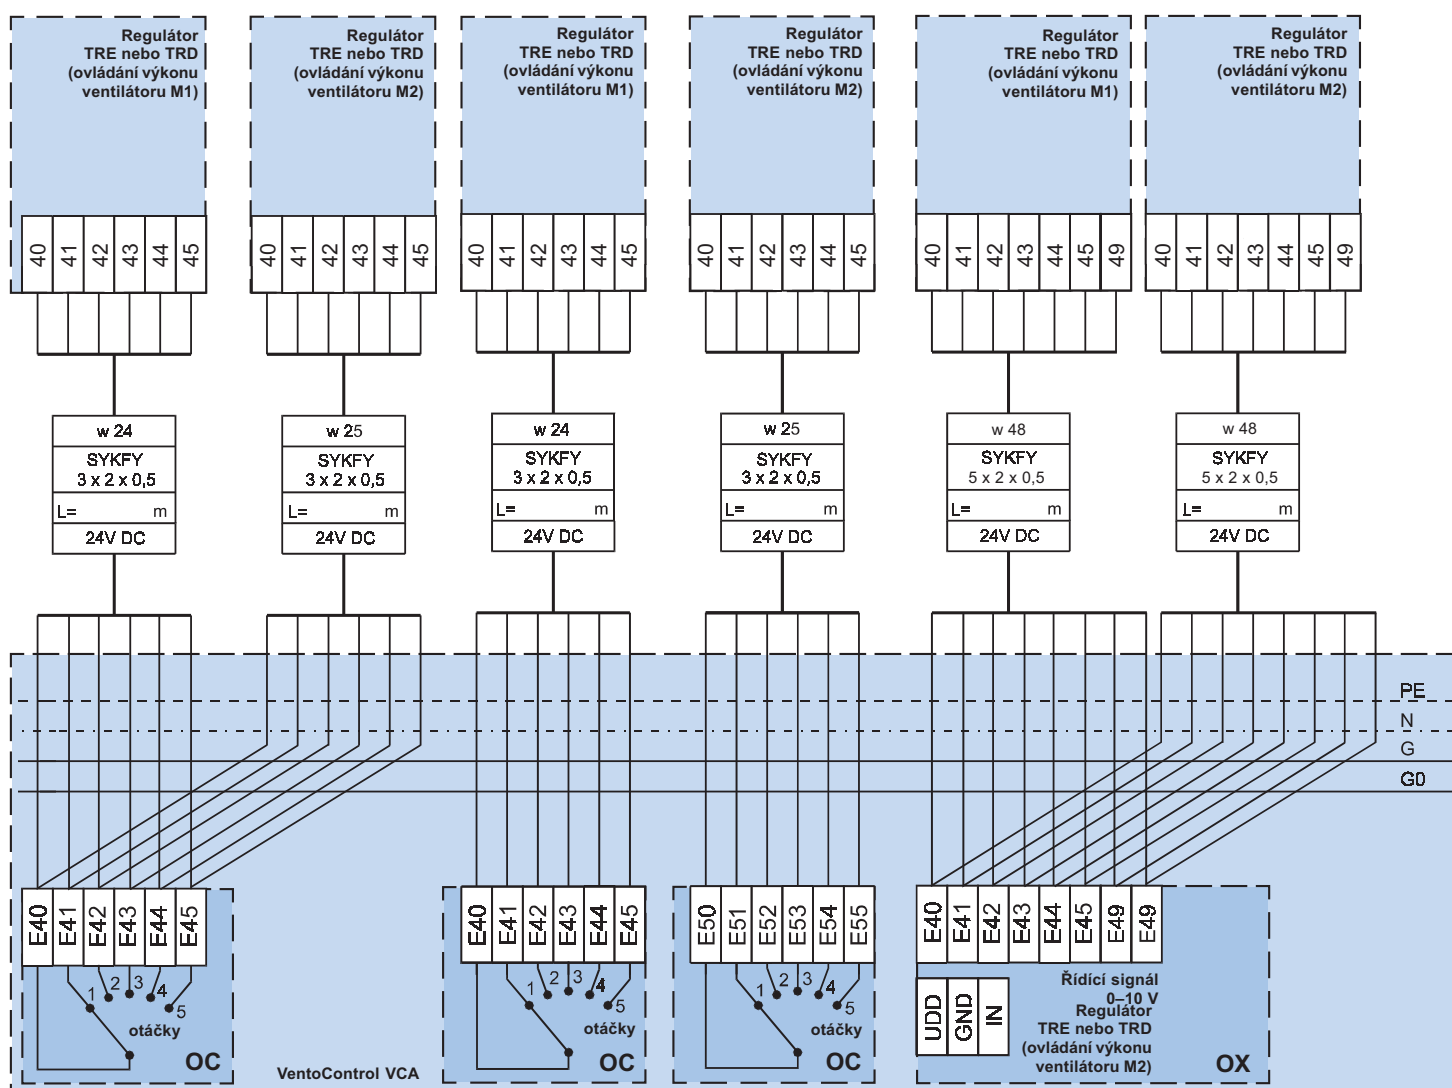 Regulátor
TRE nebo TRD
(ovládání výkonu
ventilátoru M1)
Regulátor
TRE nebo TRD
(ovládání výkonu
ventilátoru M2)
Regulátor
TRE nebo TRD
(ovládání výkonu
ventilátoru M1)
Regulátor
TRE nebo TRD
(ovládání výkonu
ventilátoru M2)
Regulátor
TRE nebo TRD
(ovládání výkonu
ventilátoru M1)
Regulátor
TRE nebo TRD
(ovládání výkonu
ventilátoru M2)
40 41 42 43 44 45
40 41 42 43 44 45
40 41 42 43 44 45
40 41 42 43 44 45
40 41 42 43 44 45 49
40 41 42 43 44 45 49
w 24
SYKFY
3 x 2 x 0,5
L= m
24V DC
w 25
SYKFY
3 x 2 x 0,5
L= m
24V DC
w 24
SYKFY
3 x 2 x 0,5
L= m
24V DC
w 25
SYKFY
3 x 2 x 0,5
L= m
24V DC
w 48
SYKFY
5 x 2 x 0,5
L= m
24V DC
w 48
SYKFY
5 x 2 x 0,5
L= m
24V DC
PE
N
G
G0
E40 E41 E42 E43 E44 E45
1 2 3 4 5
otáčky
OC
VentoControl VCA
E40 E41 E42 E43 E44 E45
1 2 3 4 5
otáčky
OC
E50 E51 E52 E53 E54 E55
1 2 3 4 5
otáčky
OC
E40 E41 E42 E43 E44 E45 E49 E49
UDD GND IN
Řídící signál
0–10 V
Regulátor
TRE nebo TRD
(ovládání výkonu
ventilátoru M2)
OX